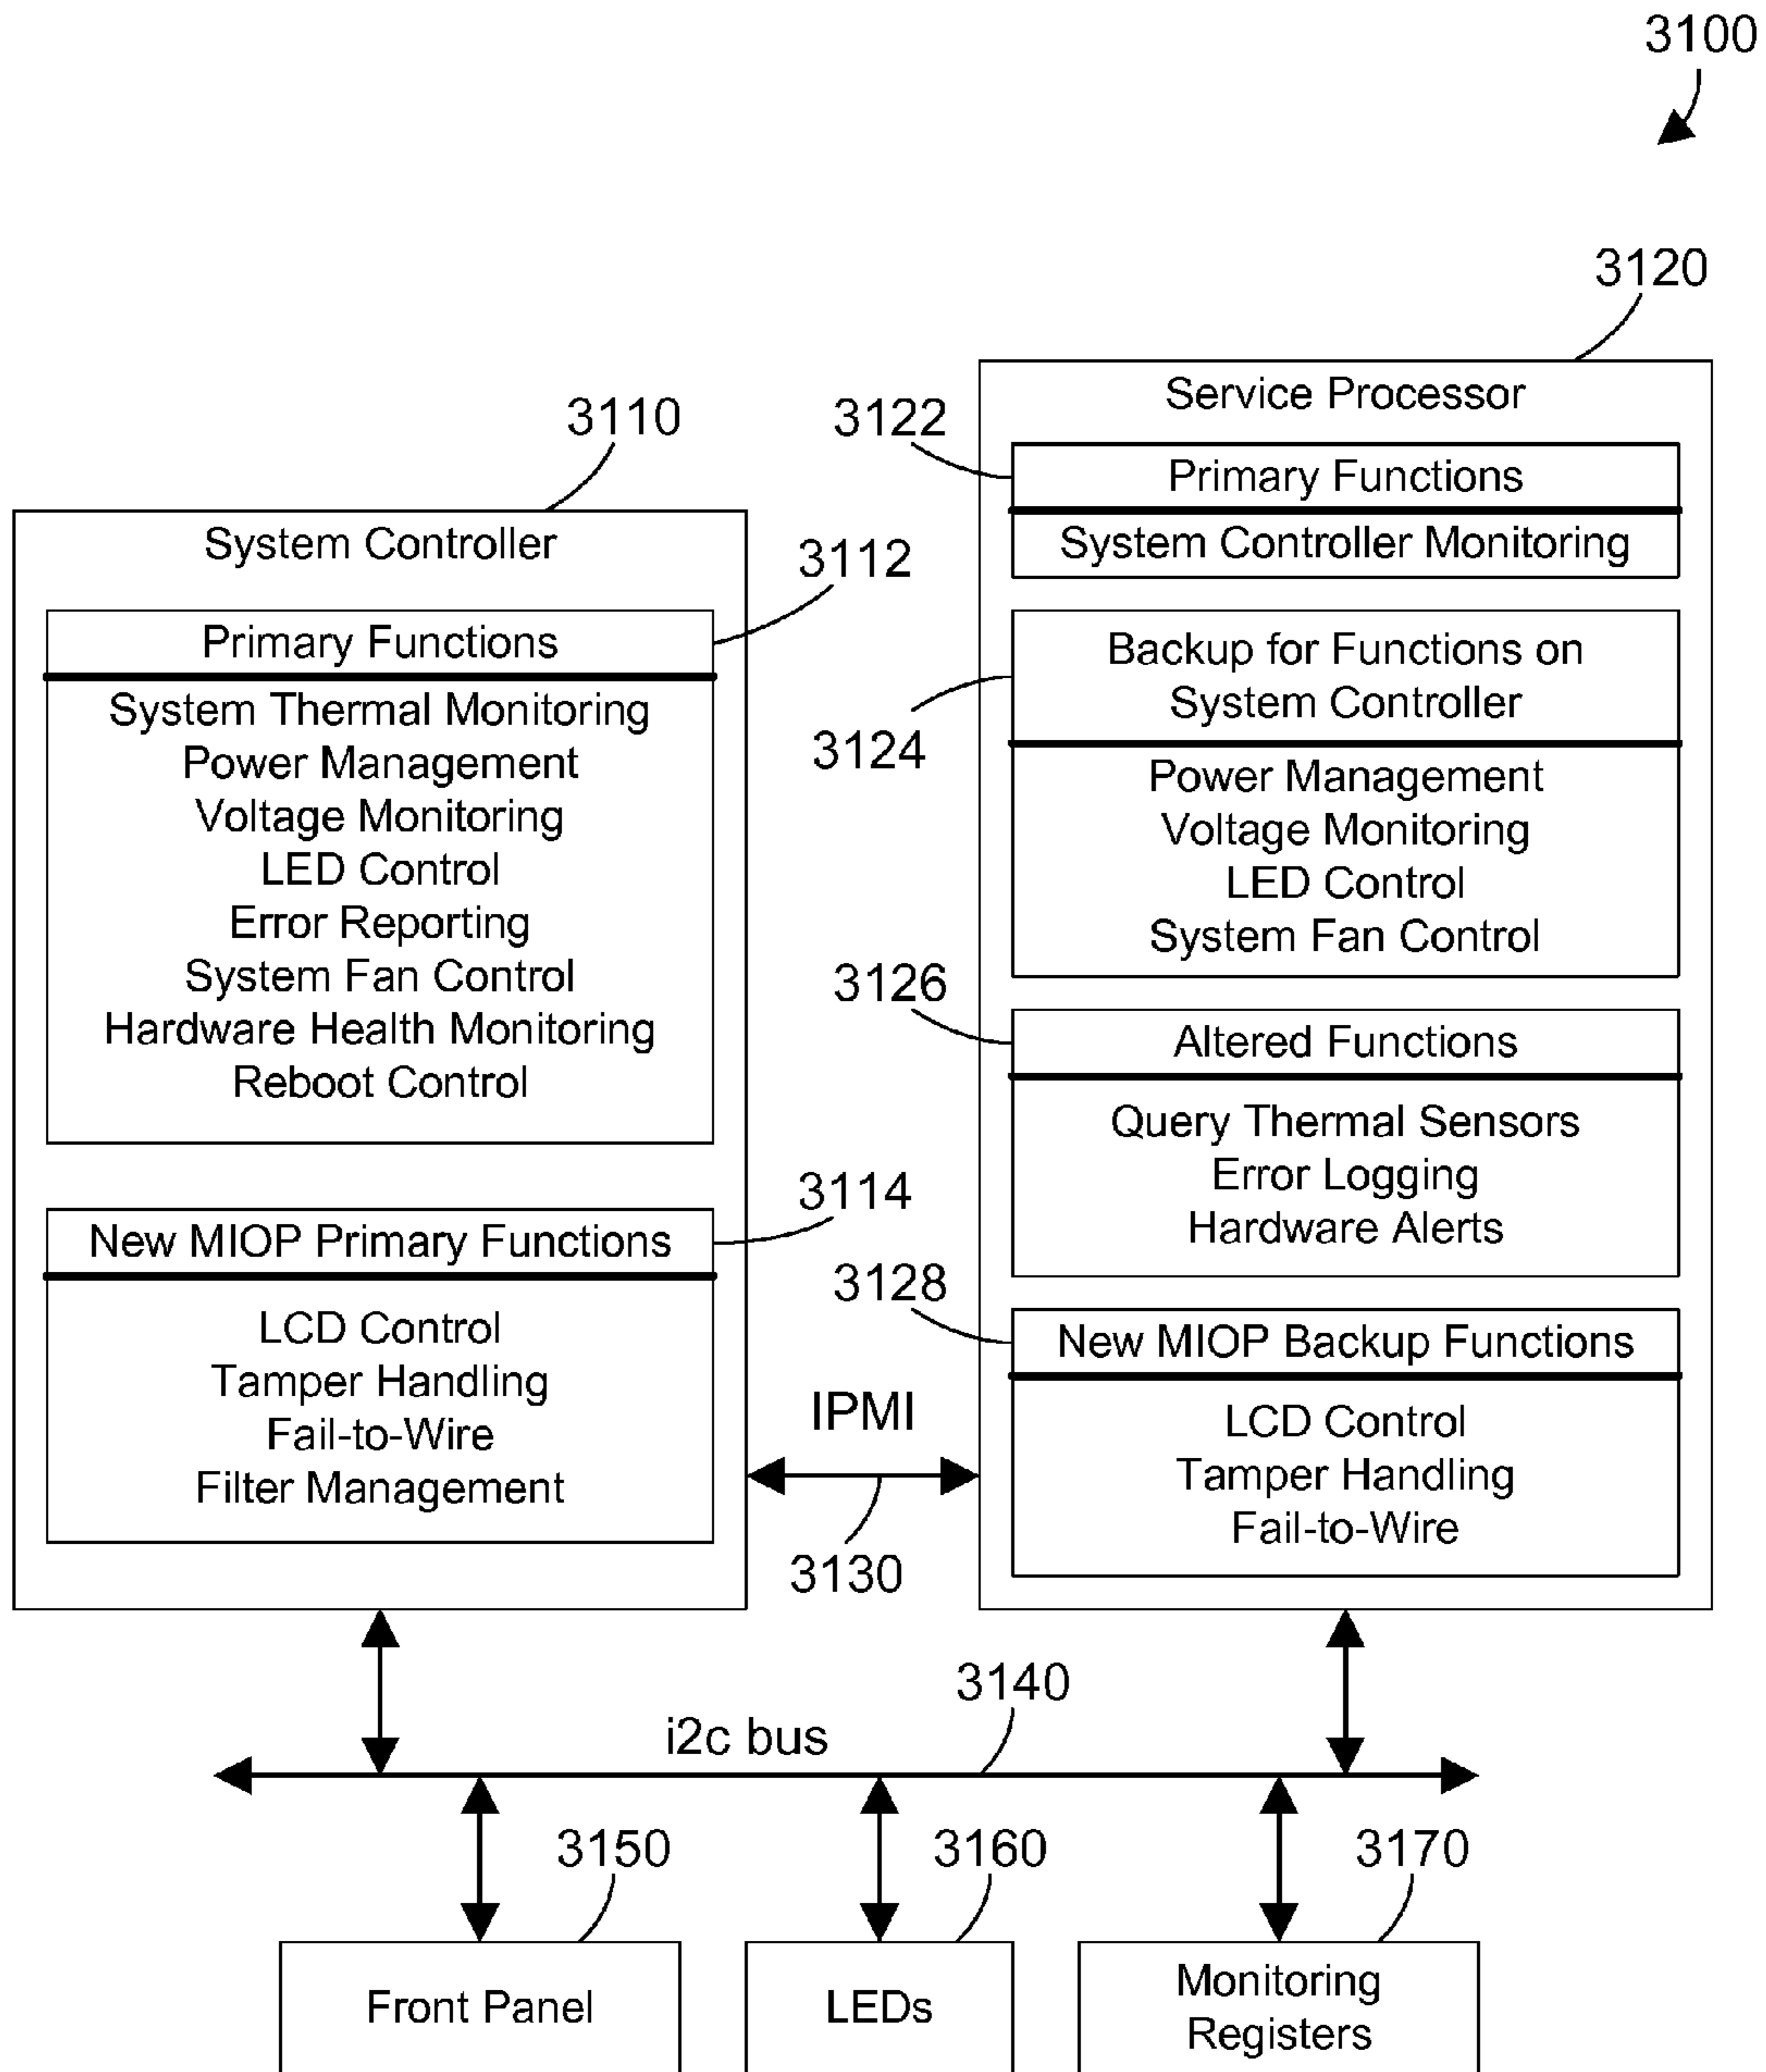 3100
3120
Service Processor
3122
Primary Functions
System Controller Monitoring
3124
Backup for Functions on
System Controller
Power Management
Voltage Monitoring
LED Control
System Fan Control
3126
Altered Functions
Query Thermal Sensors
Error Logging
Hardware Alerts
3128
New MIOP Backup Functions
LCD Control
Tamper Handling
Fail-to-Wire
3110
System Controller
3112
Primary Functions
System Thermal Monitoring
Power Management
Voltage Monitoring
LED Control
Error Reporting
System Fan Control
Hardware Health Monitoring
Reboot Control
3114
New MIOP Primary Functions
LCD Control
Tamper Handling
Fail-to-Wire
Filter Management
IPMI
3130
3140
i2c bus
3150
Front Panel
3160
LEDs
3170
Monitoring
Registers